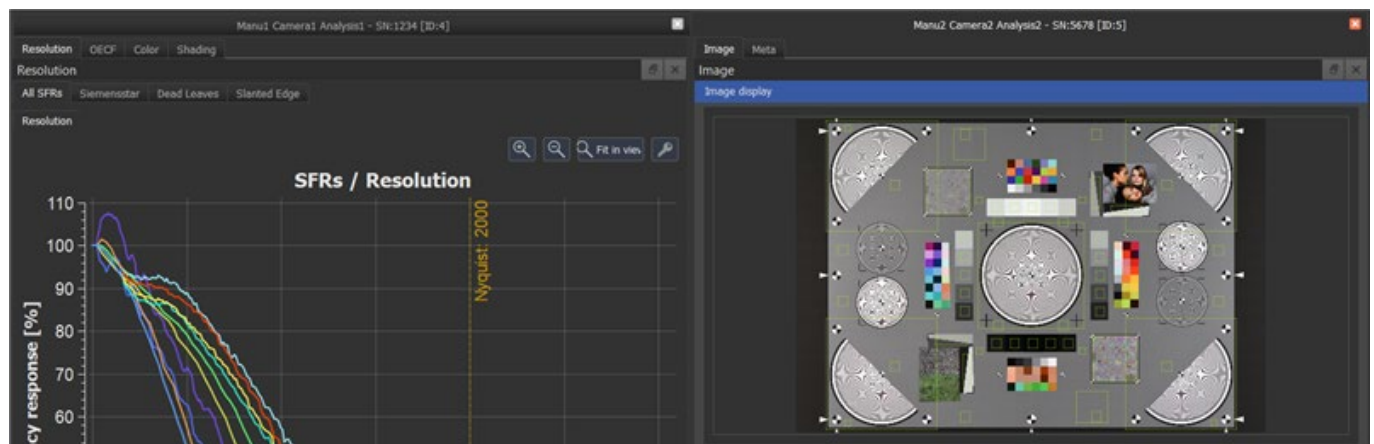 Manu1 Camera1 Analysis1 - SN:1234 [ID:4]
Resolution OECF Color Shading
Resolution
All SFRs Siemensstar Dead Leaves Slanted Edge
Resolution
Fit in view
SFRs / Resolution
110
100
90
80
70
60
cy response [%]
Nyquist: 2000
Manu2 Camera2 Analysis2 - SN:5678 [ID:5]
Image Meta
Image
Image display